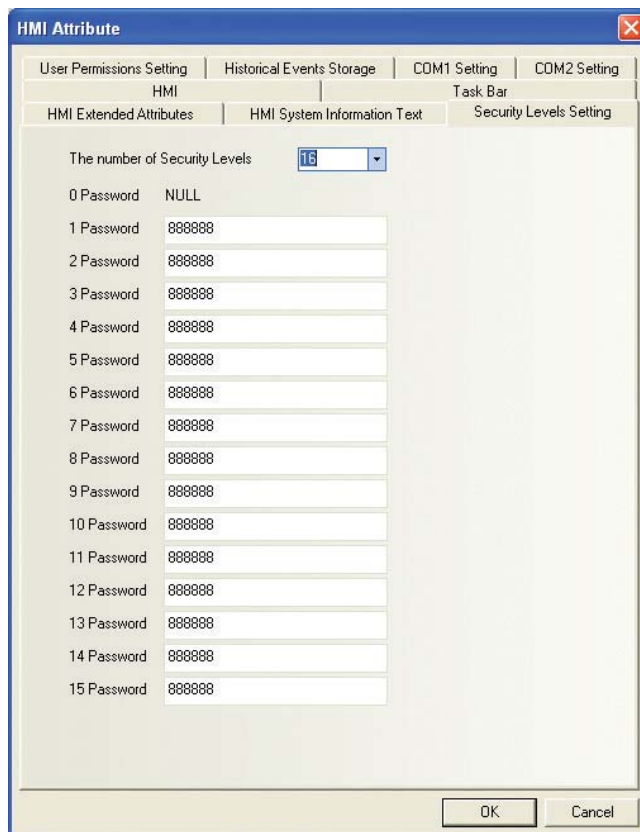 HMI Attribute
User Permissions Setting Historical Events Storage COM1 Setting COM2 Setting
HMI Task Bar
HMI Extended Attributes HMI System Information Text Security Levels Setting
The number of Security Levels 16
0 Password NULL
1 Password 888888
2 Password 888888
3 Password 888888
4 Password 888888
5 Password 888888
6 Password 888888
7 Password 888888
8 Password 888888
9 Password 888888
10 Password 888888
11 Password 888888
12 Password 888888
13 Password 888888
14 Password 888888
15 Password 888888
OK Cancel